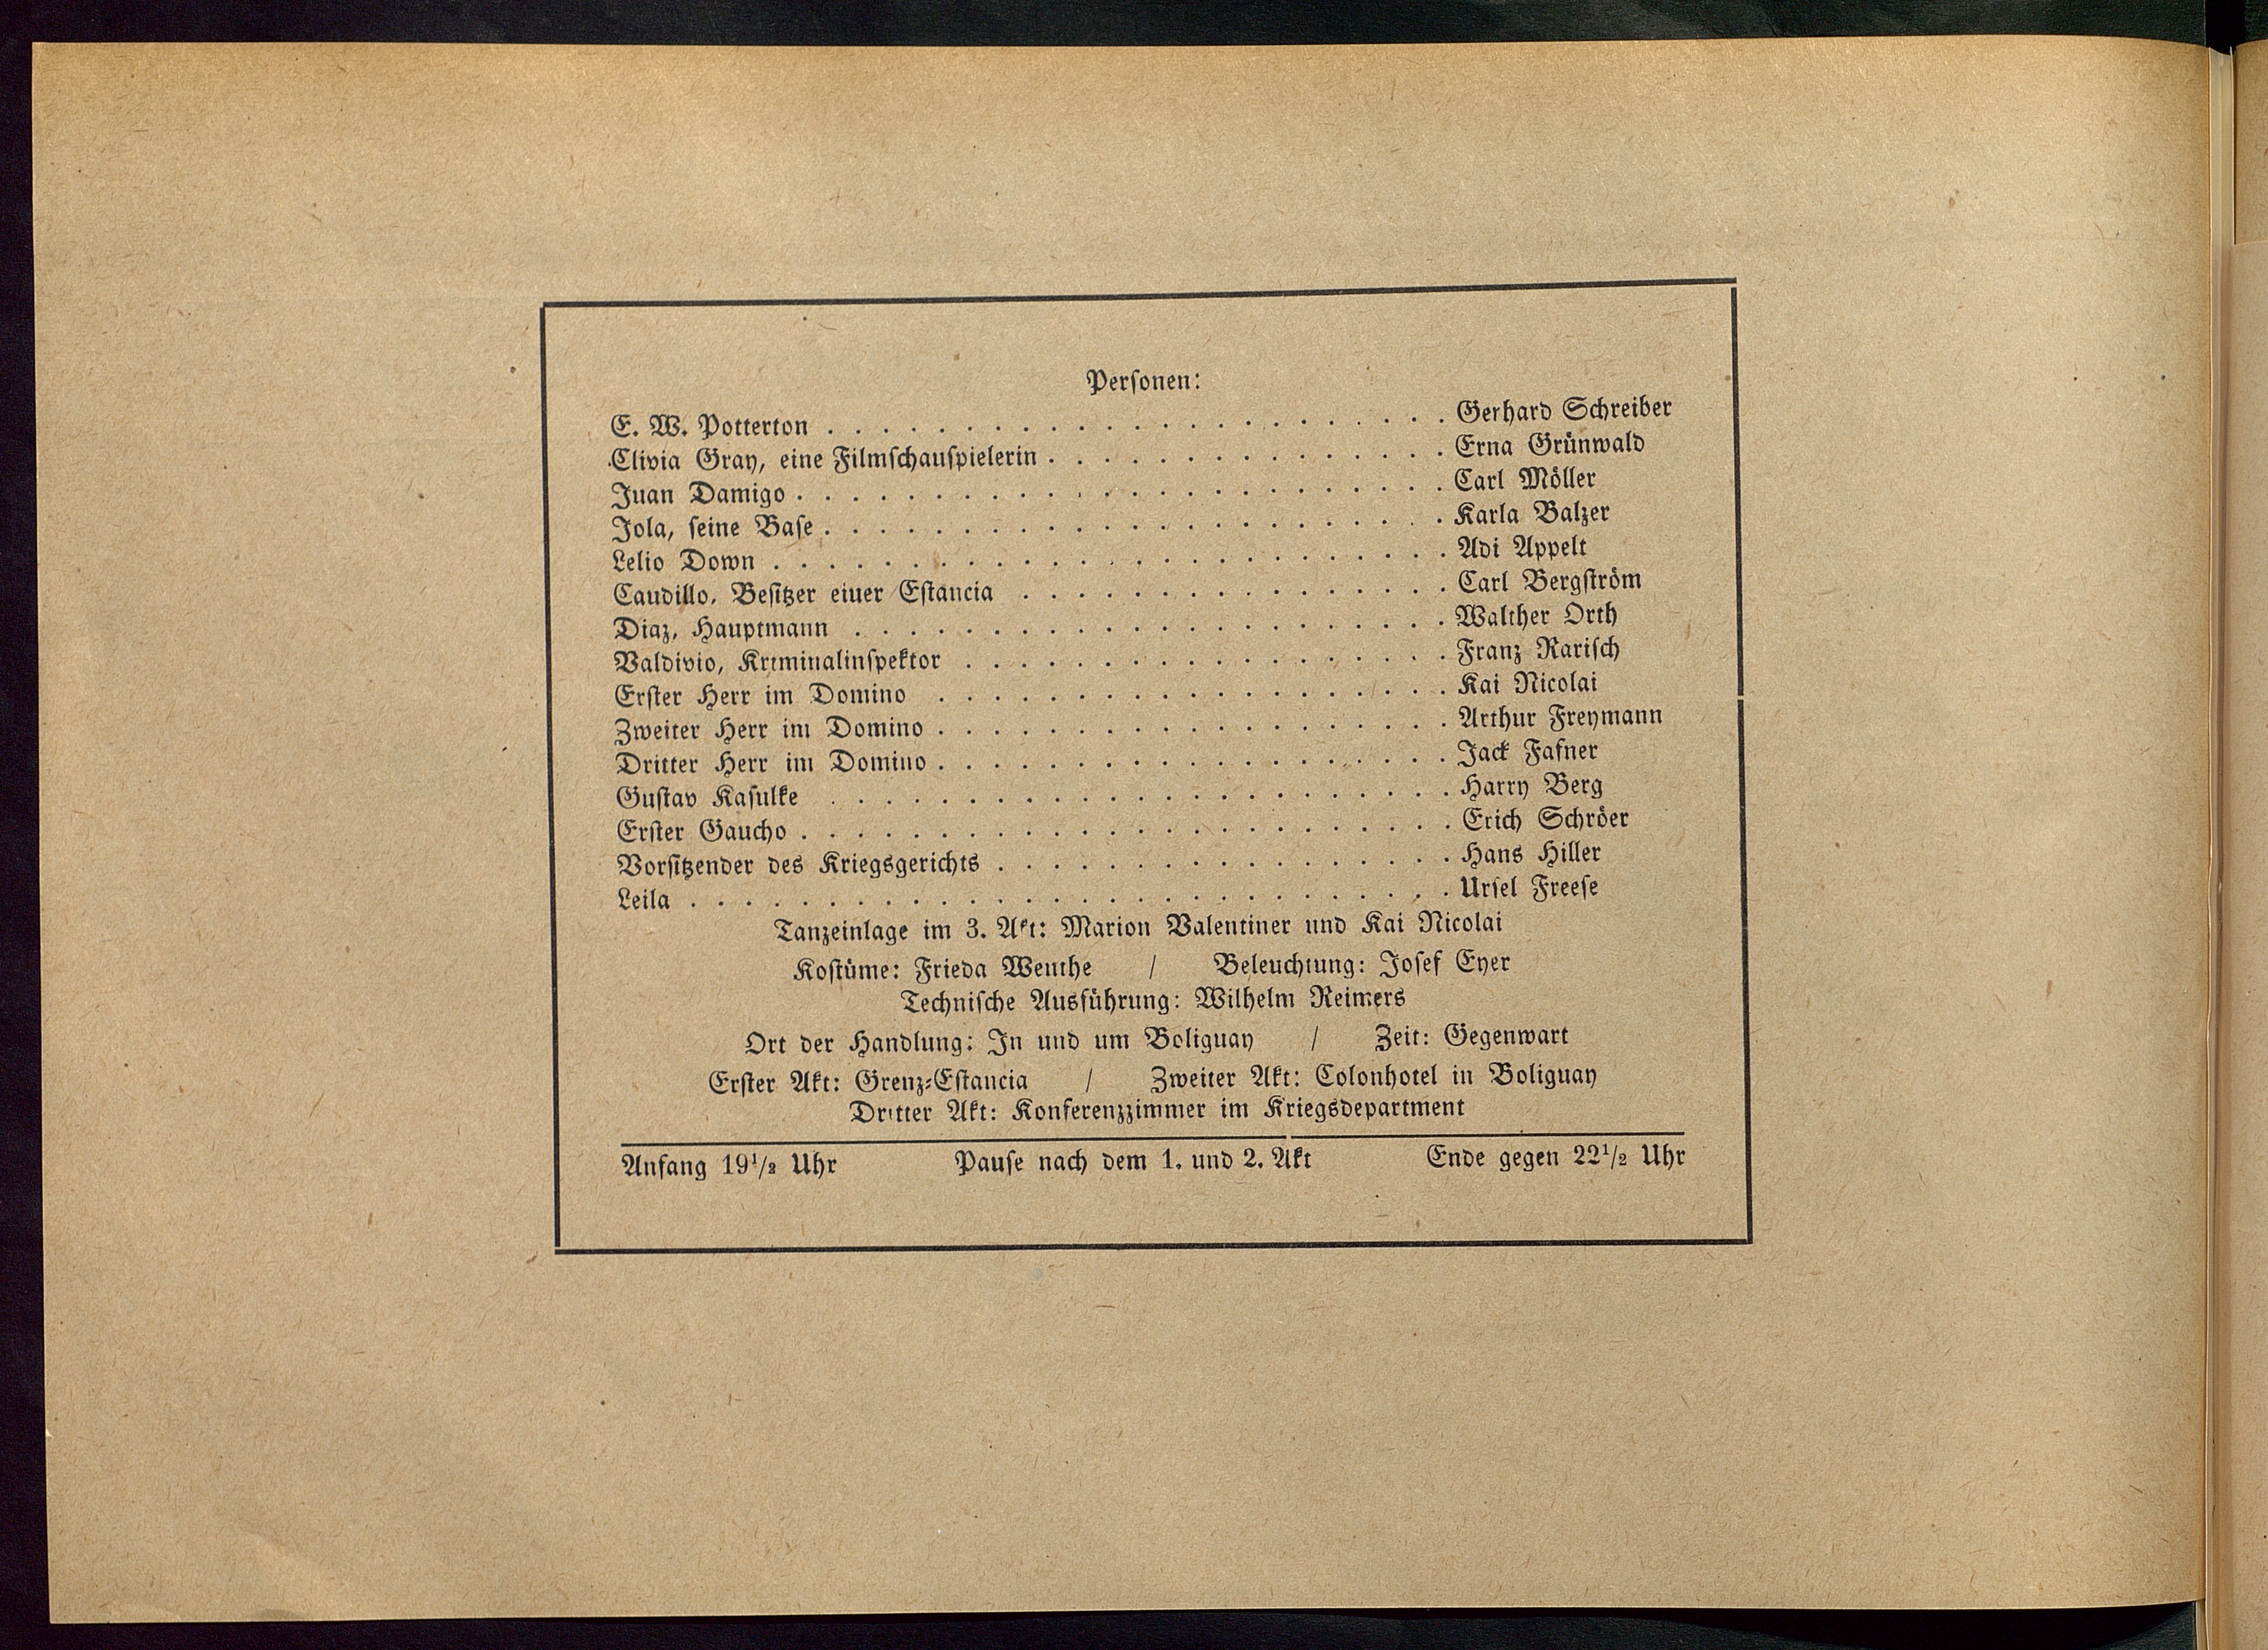 Personen:
E. W. Potterton . . . . . . . . . . . . . . . . . . . . . . . Gerhard Schreiber
Clivia Gray, eine Filmschauspielerin . . . . . . . . . . . . . . . Erna Grünwald
Juan Damigo . . . . . . . . . . . . . . . . . . . . . . . . Carl Möller
Jola, seine Base . . . . . . . . . . . . . . . . . . . . . . . Karla Balzer
Lelio Down . . . . . . . . . . . . . . . . . . . . . . . . . Adi Appelt
Caudillo, Besitzer einer Estancia . . . . . . . . . . . . . . . . Carl Bergström
Diaz, Hauptmann . . . . . . . . . . . . . . . . . . . . . . Walther Orth
Valdivio, Kriminalinspektor . . . . . . . . . . . . . . . . . . Franz Rarisch
Erster Herr im Domino . . . . . . . . . . . . . . . . . . . Kai Nicolai
Zweiter Herr im Domino . . . . . . . . . . . . . . . . . . . Arthur Freymann
Dritter Herr im Domino . . . . . . . . . . . . . . . . . . . Jack Fafner
Gustav Kasulke . . . . . . . . . . . . . . . . . . . . . . . Harry Berg
Erster Gaucho . . . . . . . . . . . . . . . . . . . . . . . . Erich Schröer
Vorsitzender des Kriegsgerichts . . . . . . . . . . . . . . . . . Hans Hiller
Leila . . . . . . . . . . . . . . . . . . . . . . . . . . . . Ursel Freese
Tanzeinlage im 3. Akt: Marion Valentiner und Kai Nicolai
Kostüme: Frieda Wenthe / Beleuchtung: Josef Eyer
Technische Ausführung: Wilhelm Reimers
Ort der Handlung: In und um Boliguay / Zeit: Gegenwart
Erster Akt: Grenz-Estancia / Zweiter Akt: Colonhotel in Boliguay
Dritter Akt: Konferenzzimmer im Kriegsdepartment
Anfang 19½ Uhr Pause nach dem 1. und 2. Akt Ende gegen 22½ Uhr